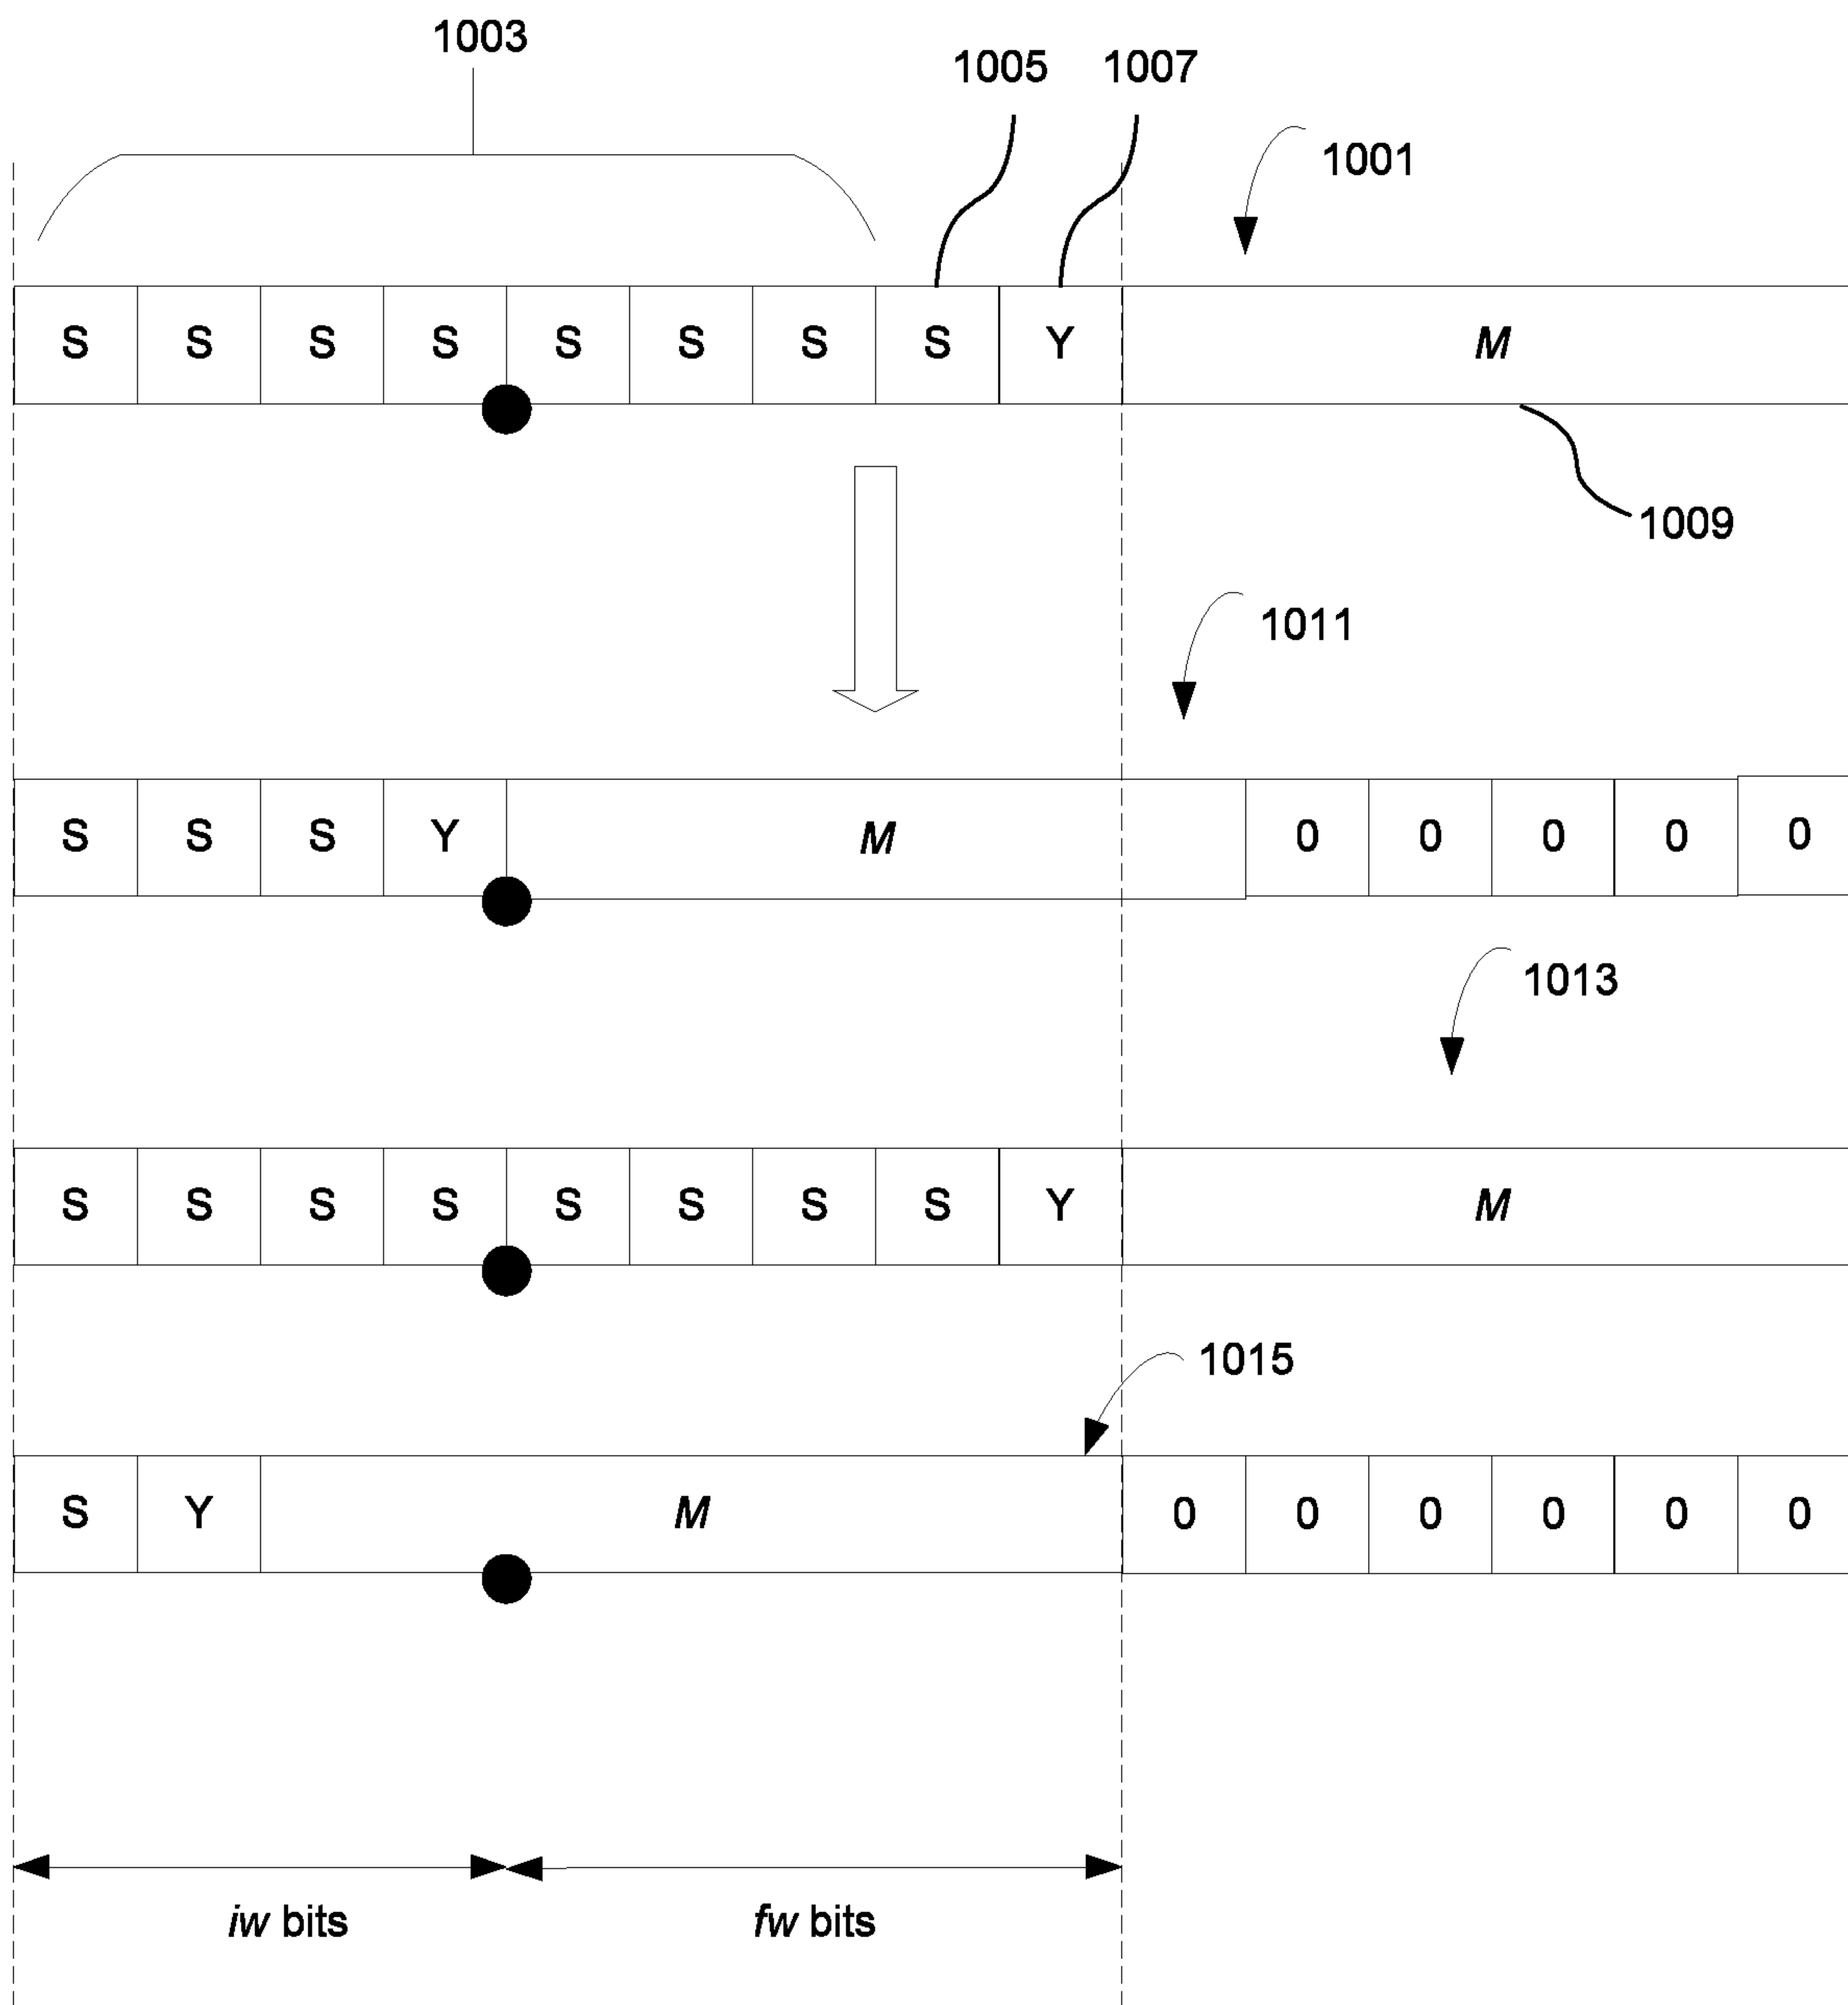 1003
1005 1007
1001
S S S S S S S S Y M
1009
1011
S S S Y M 0 0 0 0 0
1013
S S S S S S S S Y M
1015
S Y M 0 0 0 0 0 0
iw bits fw bits